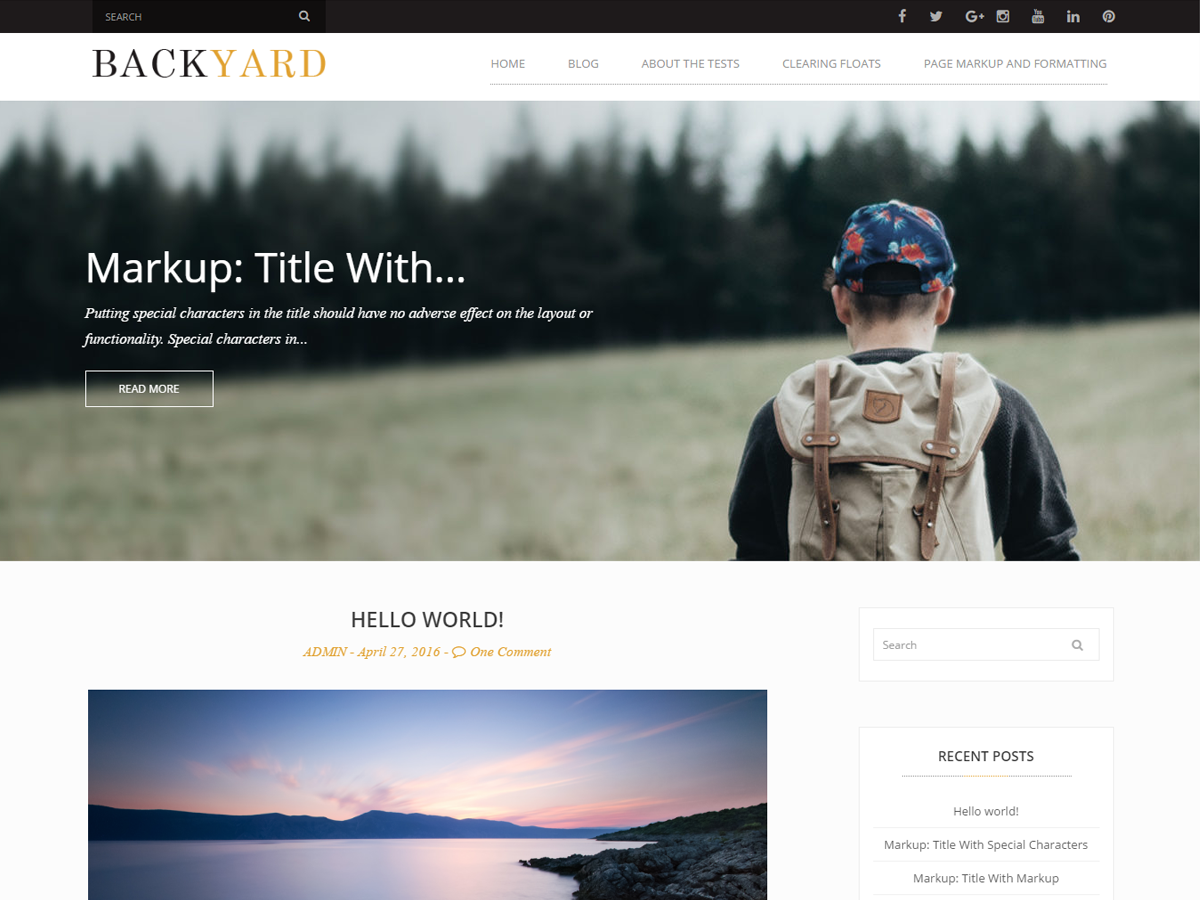 SEARCH
BACKYARD
HOME BLOG ABOUT THE TESTS CLEARING FLOATS PAGE MARKUP AND FORMATTING
Markup: Title With...
Putting special characters in the title should have no adverse effect on the layout or
functionality. Special characters in...
READ MORE
HELLO WORLD!
ADMIN - April 27, 2016 - One Comment
Search
RECENT POSTS
Hello world!
Markup: Title With Special Characters
Markup: Title With Markup